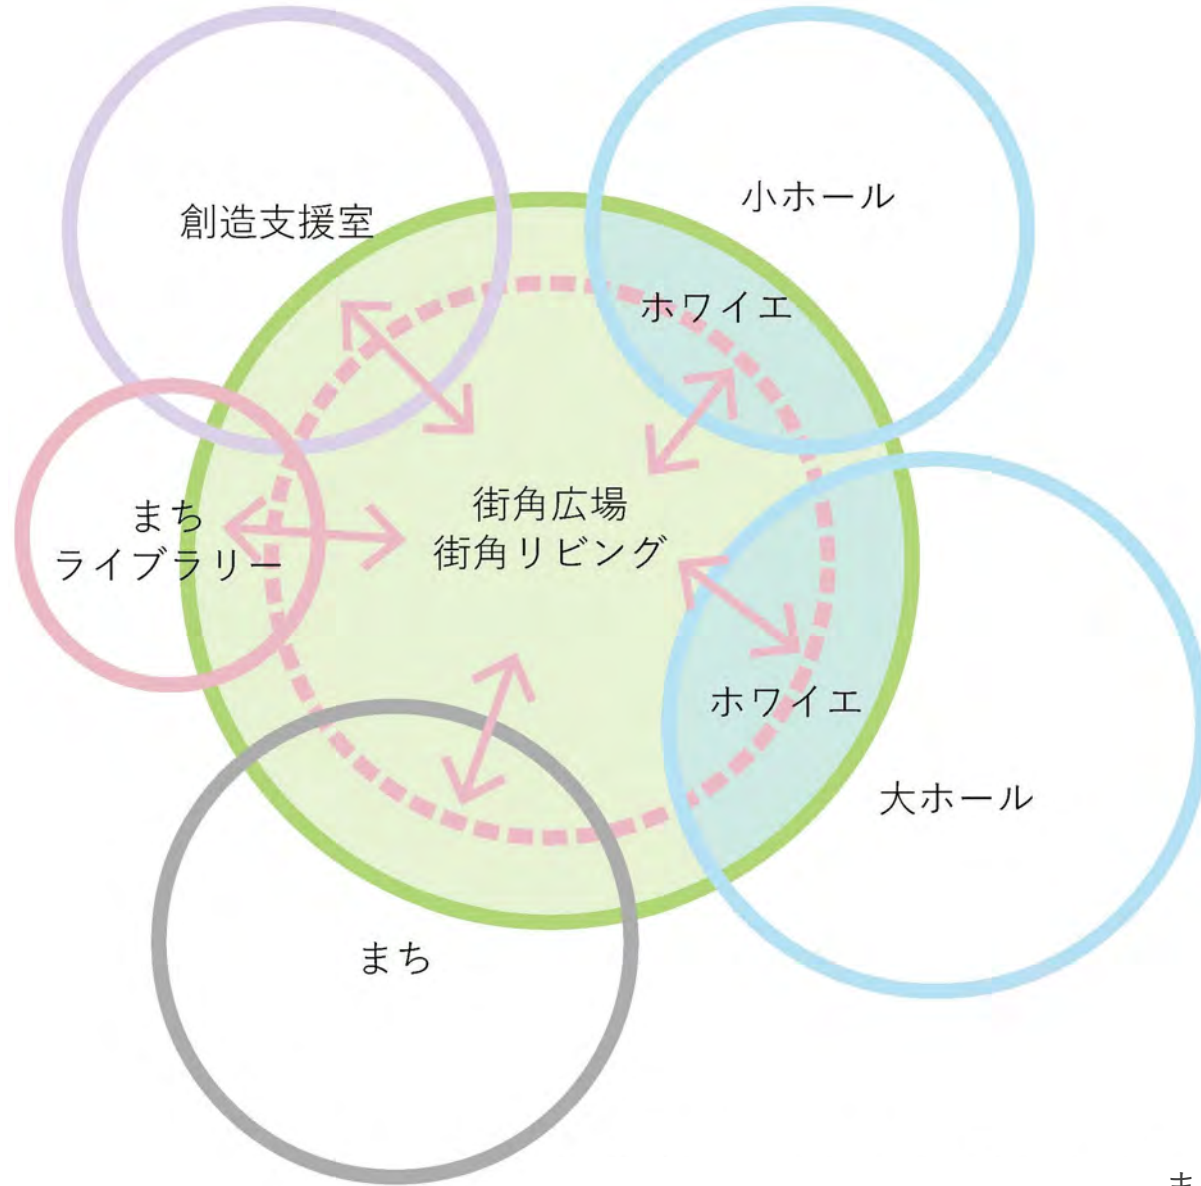 小ホール
創造支援室
ホワイエ
街角広場
街角リビング
まち
ライブラリー
ホワイエ
大ホール
まち
ま